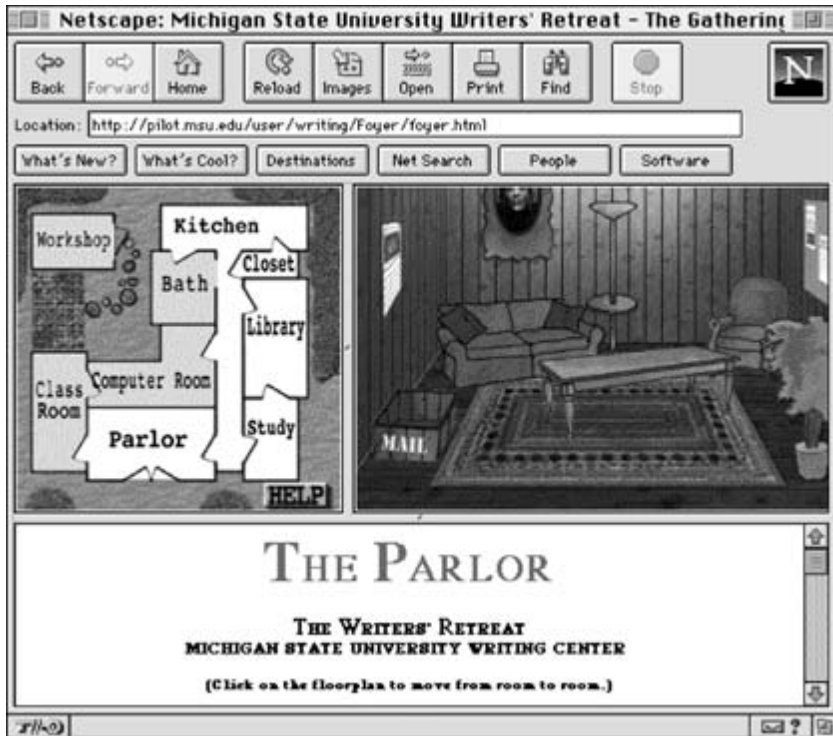 Netscape: Michigan State University Writers' Retreat - The Gathering
Back Forward Home Reload Images Open Print Find Stop
N
Location: http://pilot.msu.edu/user/writing/Foyer/foyer.html
What's New? What's Cool? Destinations Net Search People Software
Kitchen
Workshop
Closet
Bath
Library
Computer Room
Class
Room
Study
Parlor
HELP
MAIL
THE PARLOR
THE WRITERS' RETREAT
MICHIGAN STATE UNIVERSITY WRITING CENTER
(Click on the floorplan to move from room to room.)
?